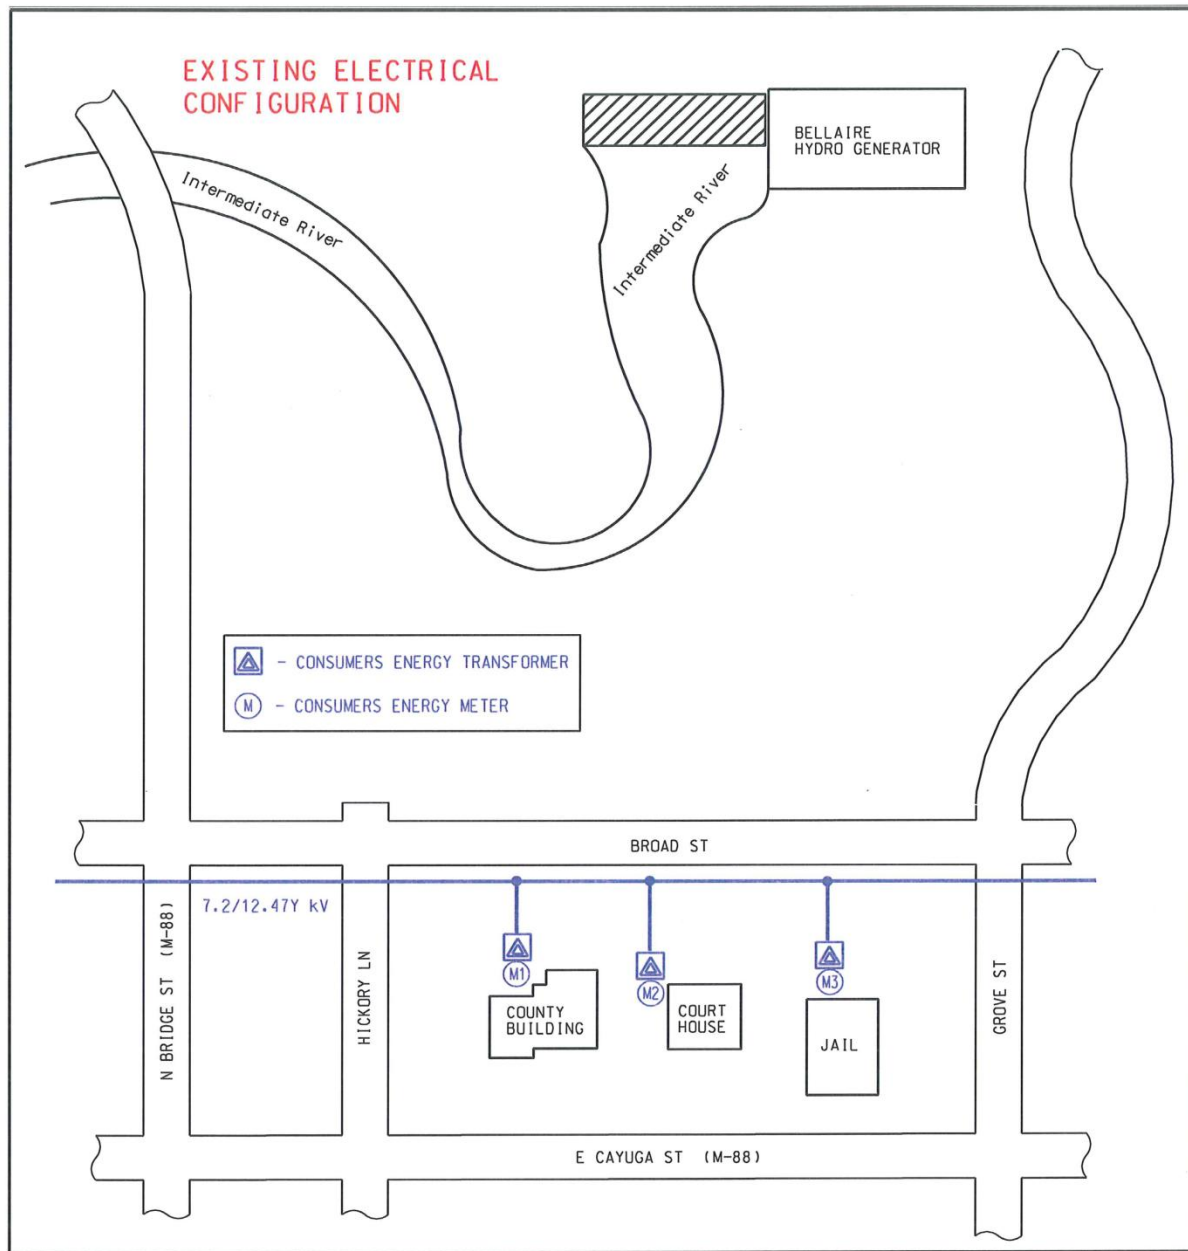 EXISTING ELECTRICAL
CONFIGURATION
BELLAIRE
HYDRO GENERATOR
Intermediate River
Intermediate River
- CONSUMERS ENERGY TRANSFORMER
M - CONSUMERS ENERGY METER
BROAD ST
7.2/12.47Y kV
N BRIDGE ST (M-88)
HICKORY LN
M1
M2
M3
COUNTY
BUILDING
COURT
HOUSE
JAIL
GROVE ST
E CAYUGA ST (M-88)